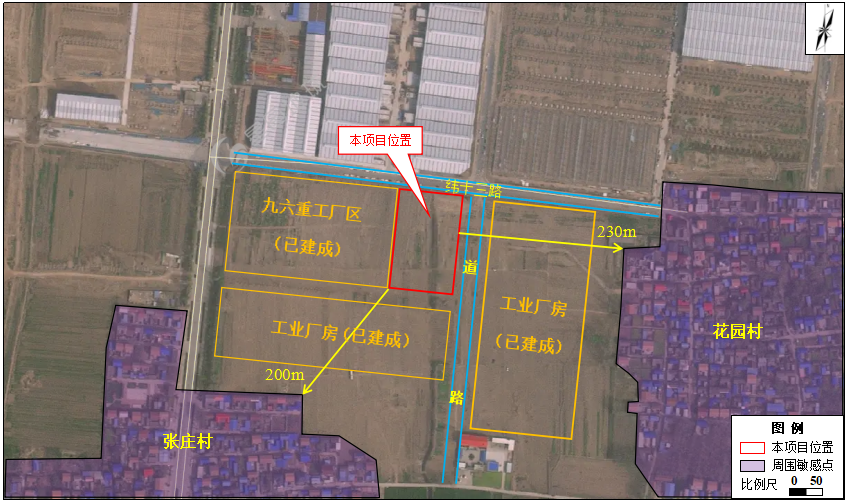 本项目位置
纬十三路
九六重工厂区
（已建成）
230m
道
工业厂房
（已建成）
工业厂房（已建成）
花园村
200m
路
张庄村
图 例
本项目位置
周围敏感点
比例尺 0 50